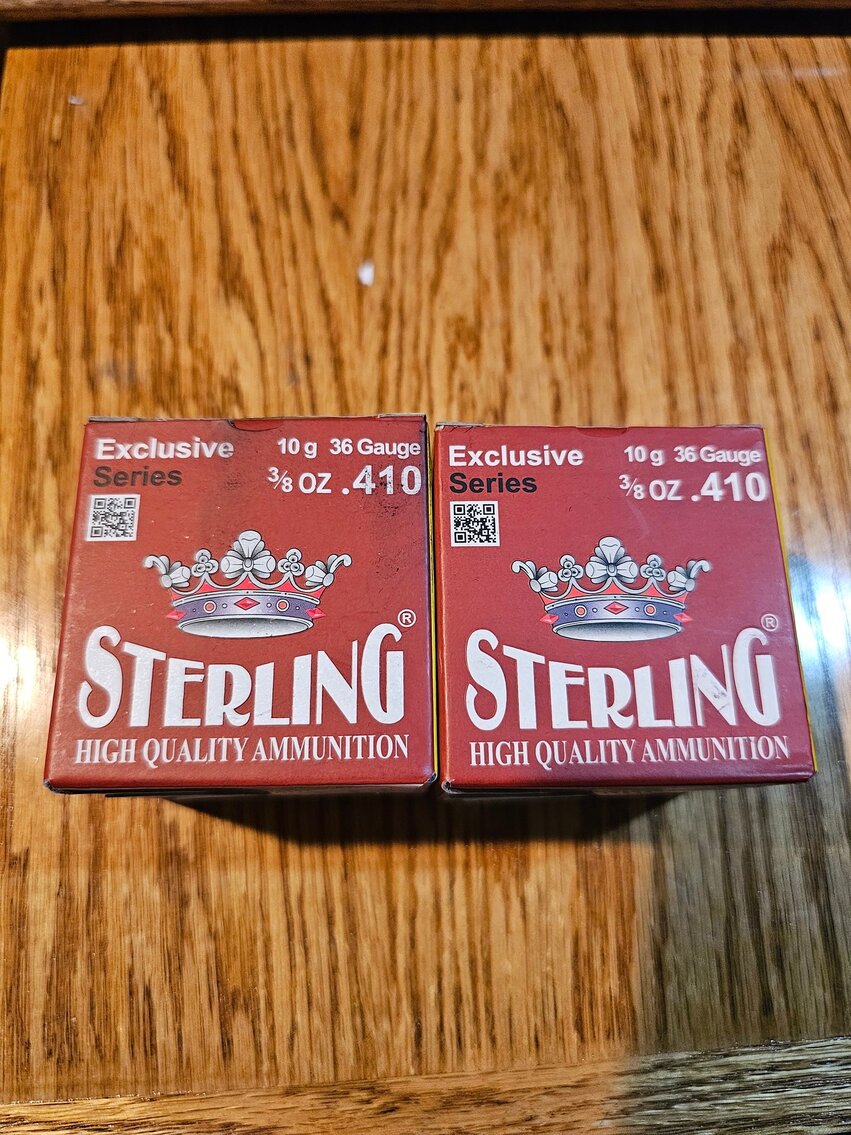 Exclusive 10 g 36 Gauge
Series 3/8 OZ .410
STERLING®
HIGH QUALITY AMMUNITION
Exclusive 10 g 36 Gauge
Series 3/8 OZ .410
STERLING®
HIGH QUALITY AMMUNITION